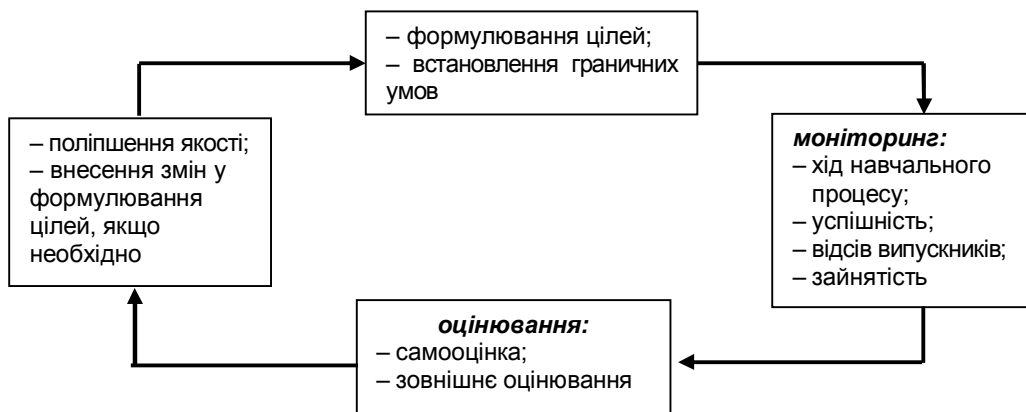 – формулювання цілей;
– встановлення граничних
умов
– поліпшення якості;
– внесення змін у
формулювання
цілей, якщо
необхідно
моніторинг:
– хід навчального
процесу;
– успішність;
– відсів випускників;
– зайнятість
оцінювання:
– самооцінка;
– зовнішнє оцінювання